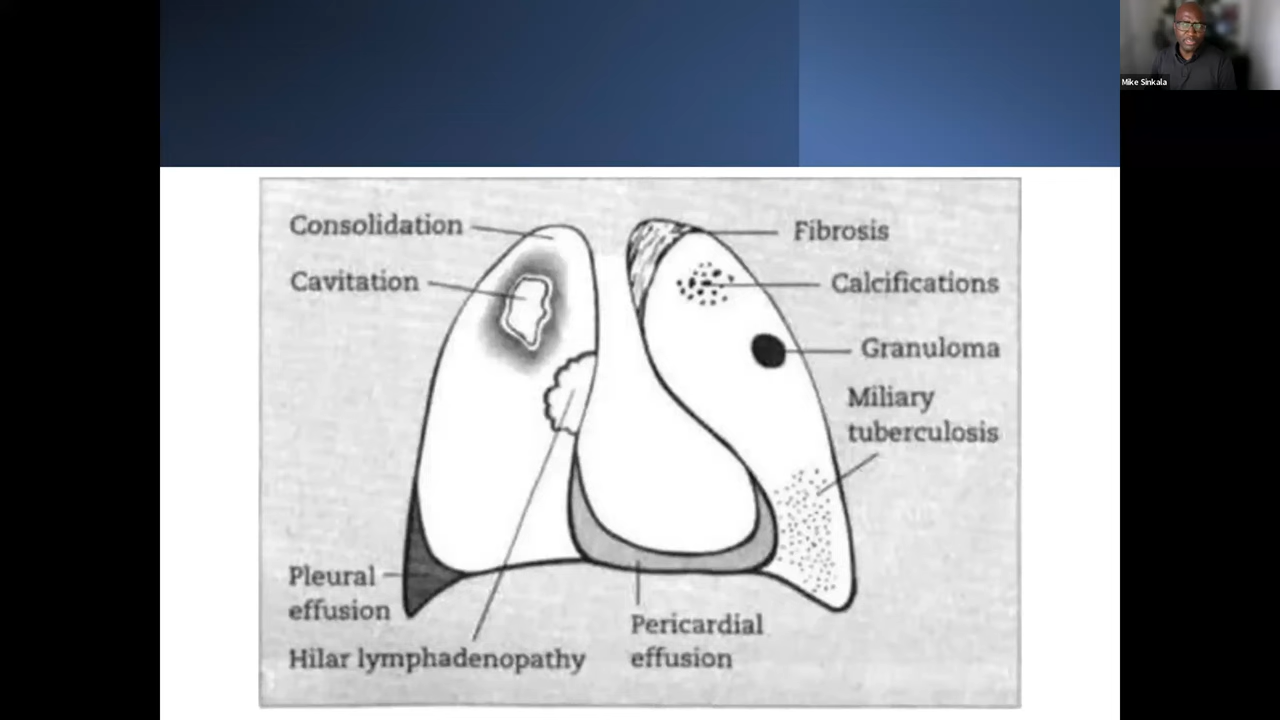 Mike Sinkala
Consolidation
Cavitation
Fibrosis
Calcifications
Granuloma
Miliary
tuberculosis
Pleural
effusion
Hilar lymphadenopathy
Pericardial
effusion